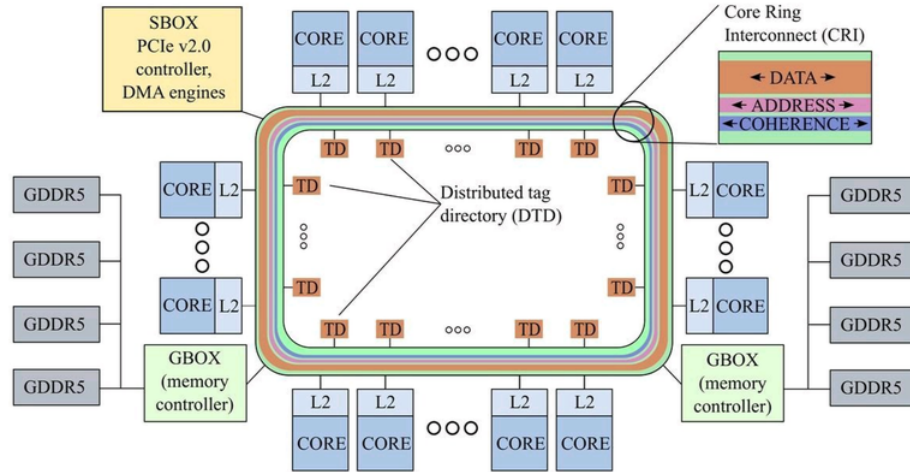 SBOX
PCIe v2.0
controller,
DMA engines
CORE
CORE
CORE
CORE
L2
L2
L2
L2
Core Ring
Interconnect (CRI)
DATA
ADDRESS
COHERENCE
TD
TD
TD
TD
GDDR5
GDDR5
GDDR5
GDDR5
CORE
L2
CORE
L2
TD
TD
Distributed tag
directory (DTD)
TD
TD
L2
CORE
L2
CORE
GDDR5
GDDR5
GDDR5
GDDR5
TD
TD
TD
TD
GBOX
(memory
controller)
GBOX
(memory
controller)
L2
L2
L2
L2
CORE
CORE
CORE
CORE